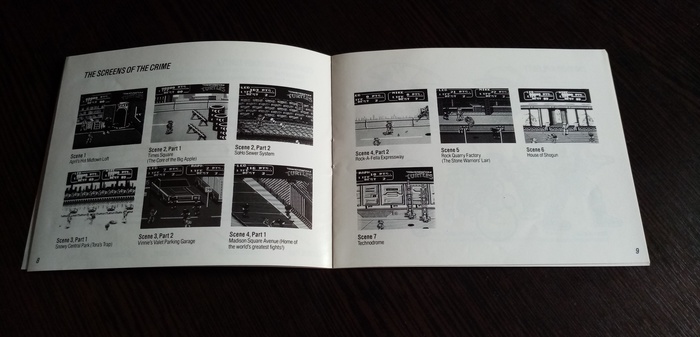 THE SCREENS OF THE CRIME
Scene 1
April's Midtown Loft
Scene 2, Part 1
Times Square
(The Core of the Big Apple)
Scene 2, Part 2
SoHo Sewer System
Scene 3, Part 1
Snowy Central Park (Tora's Trap)
Scene 3, Part 2
Vinnie's Valet Parking Garage
Scene 4, Part 1
Madison Square Avenue (Home of
the world's greatest fights!)
8
Scene 4, Part 2
Rook-A-Fella Expressway
Scene 5
Rock Quarry Factory
(The Stone Warriors' Lair)
Scene 6
House of Shogun
Scene 7
Technodrome
9